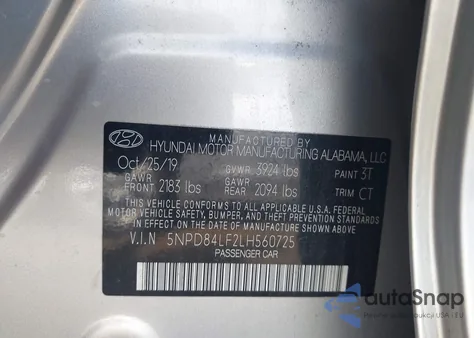 MANUFACTURED BY
HYUNDAI MOTOR MANUFACTURING ALABAMA, LLC
Oct/25/19 GVWR 3924 lbs PAINT 3T
GAWR FRONT 2183 lbs GAWR REAR 2094 lbs TRIM CT
THIS VEHICLE CONFORMS TO ALL APPLICABLE FEDERAL MOTOR
VEHICLE SAFETY, BUMPER, AND THEFT PREVENTION STANDARDS
IN EFFECT ON THE DATE OF MANUFACTURE SHOWN ABOVE.
V.I.N 5NPD84LF2LH560725
PASSENGER CAR
autoSnap